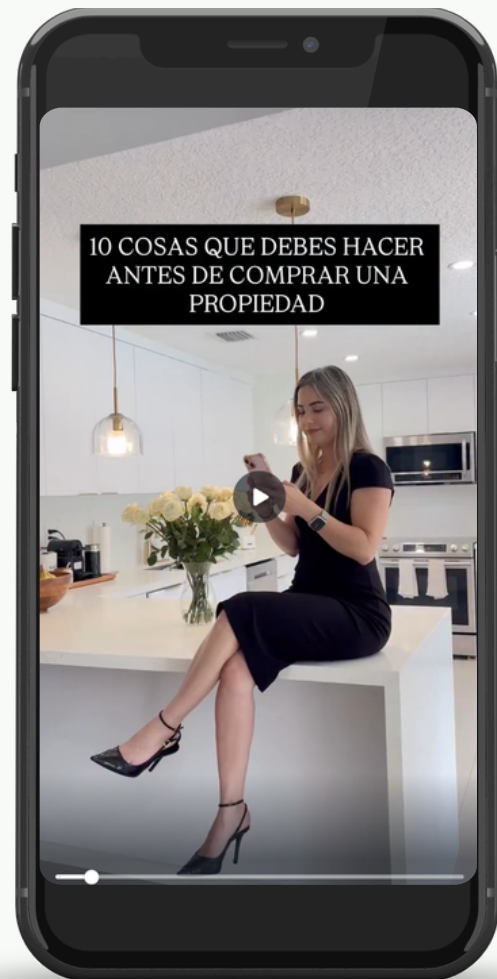 10 COSAS QUE DEBES HACER
ANTES DE COMPRAR UNA
PROPIEDAD